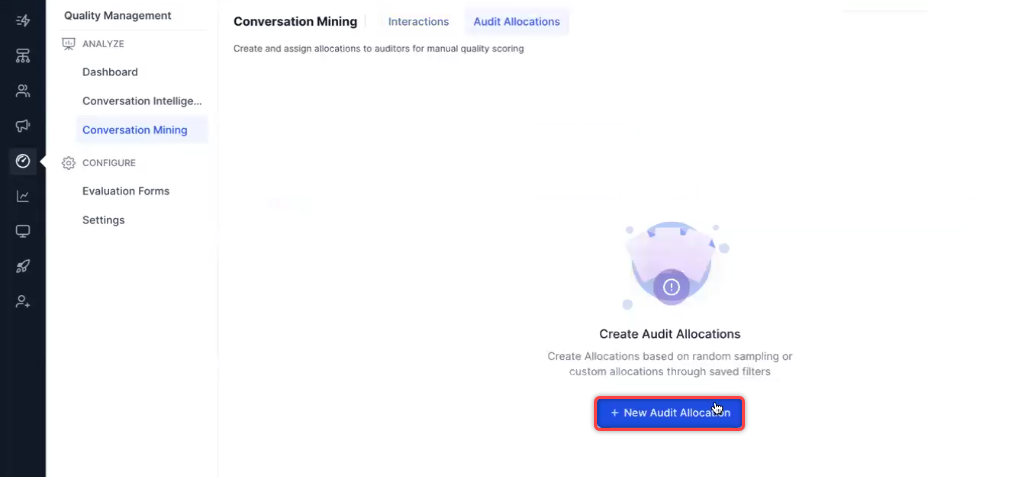 Quality Management
ANALYZE
Dashboard
Conversation Intellige...
Conversation Mining
CONFIGURE
Evaluation Forms
Settings
Conversation Mining
Interactions
Audit Allocations
Create and assign allocations to auditors for manual quality scoring
Create Audit Allocations
Create Allocations based on random sampling or
custom allocations through saved filters
+ New Audit Allocation